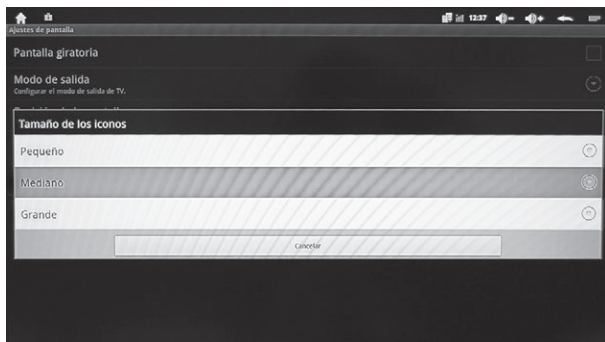 12:37
Ajustes de pantalla
Pantalla giratoria
Modo de salida
Configurar el modo de salida de TV.
Tamaño de los iconos
Pequeño
Mediano
Grande
Cancelar